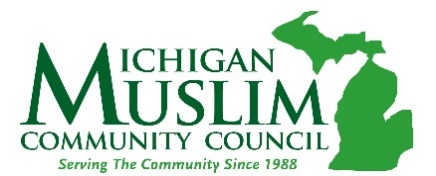 MICHIGAN
MUSLIM
COMMUNITY COUNCIL
Serving The Community Since 1988